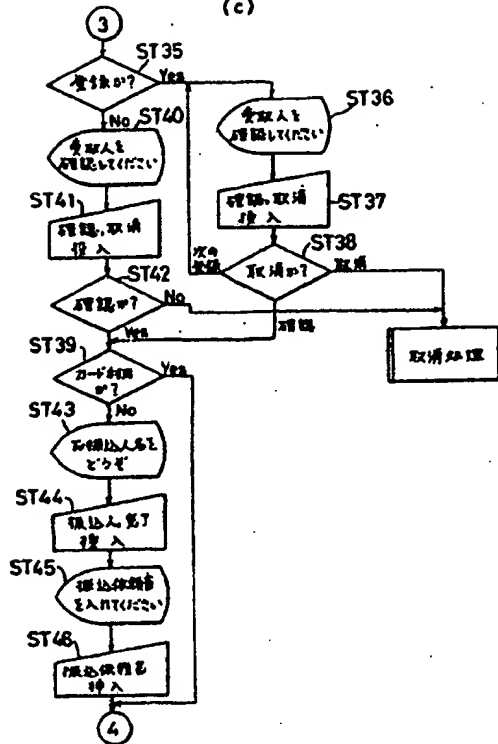 (c)
3
ST35
登録か?
Yes
No
ST40
受取人を
確認してください
ST36
受取人を
確認してください
ST41
確認、取消
投入
ST37
確認、取消
投入
ST38
取消か?
次の
登録
取消
確認
ST42
確認か?
No
Yes
取消処理
ST39
カード利用
か?
Yes
No
ST43
お振込人名を
どうぞ
ST44
振込人、完了
投入
ST45
振込依頼書
を入れてください
ST46
振込依頼書
挿入
4